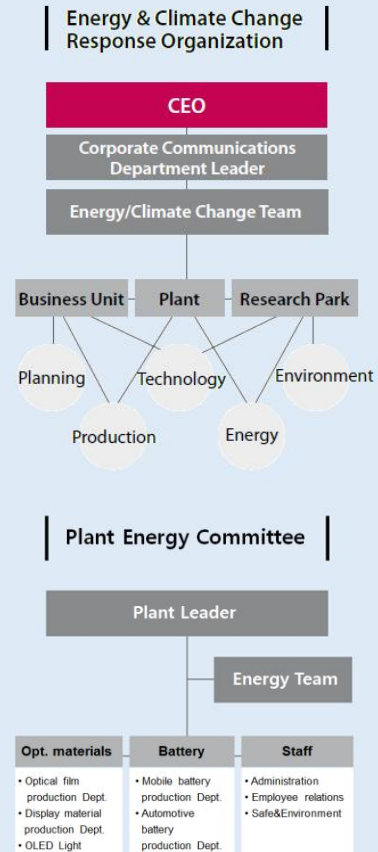 Energy & Climate Change
Response Organization
CEO
Corporate Communications
Department Leader
Energy/Climate Change Team
Business Unit
Plant
Research Park
Planning
Technology
Environment
Production
Energy
Plant Energy Committee
Plant Leader
Energy Team
Opt. materials
• Optical film
production Dept.
• Display material
production Dept.
• OLED Light
Battery
• Mobile battery
production Dept.
• Automotive
battery
production Dept.
Staff
• Administration
• Employee relations
• Safe&Environment